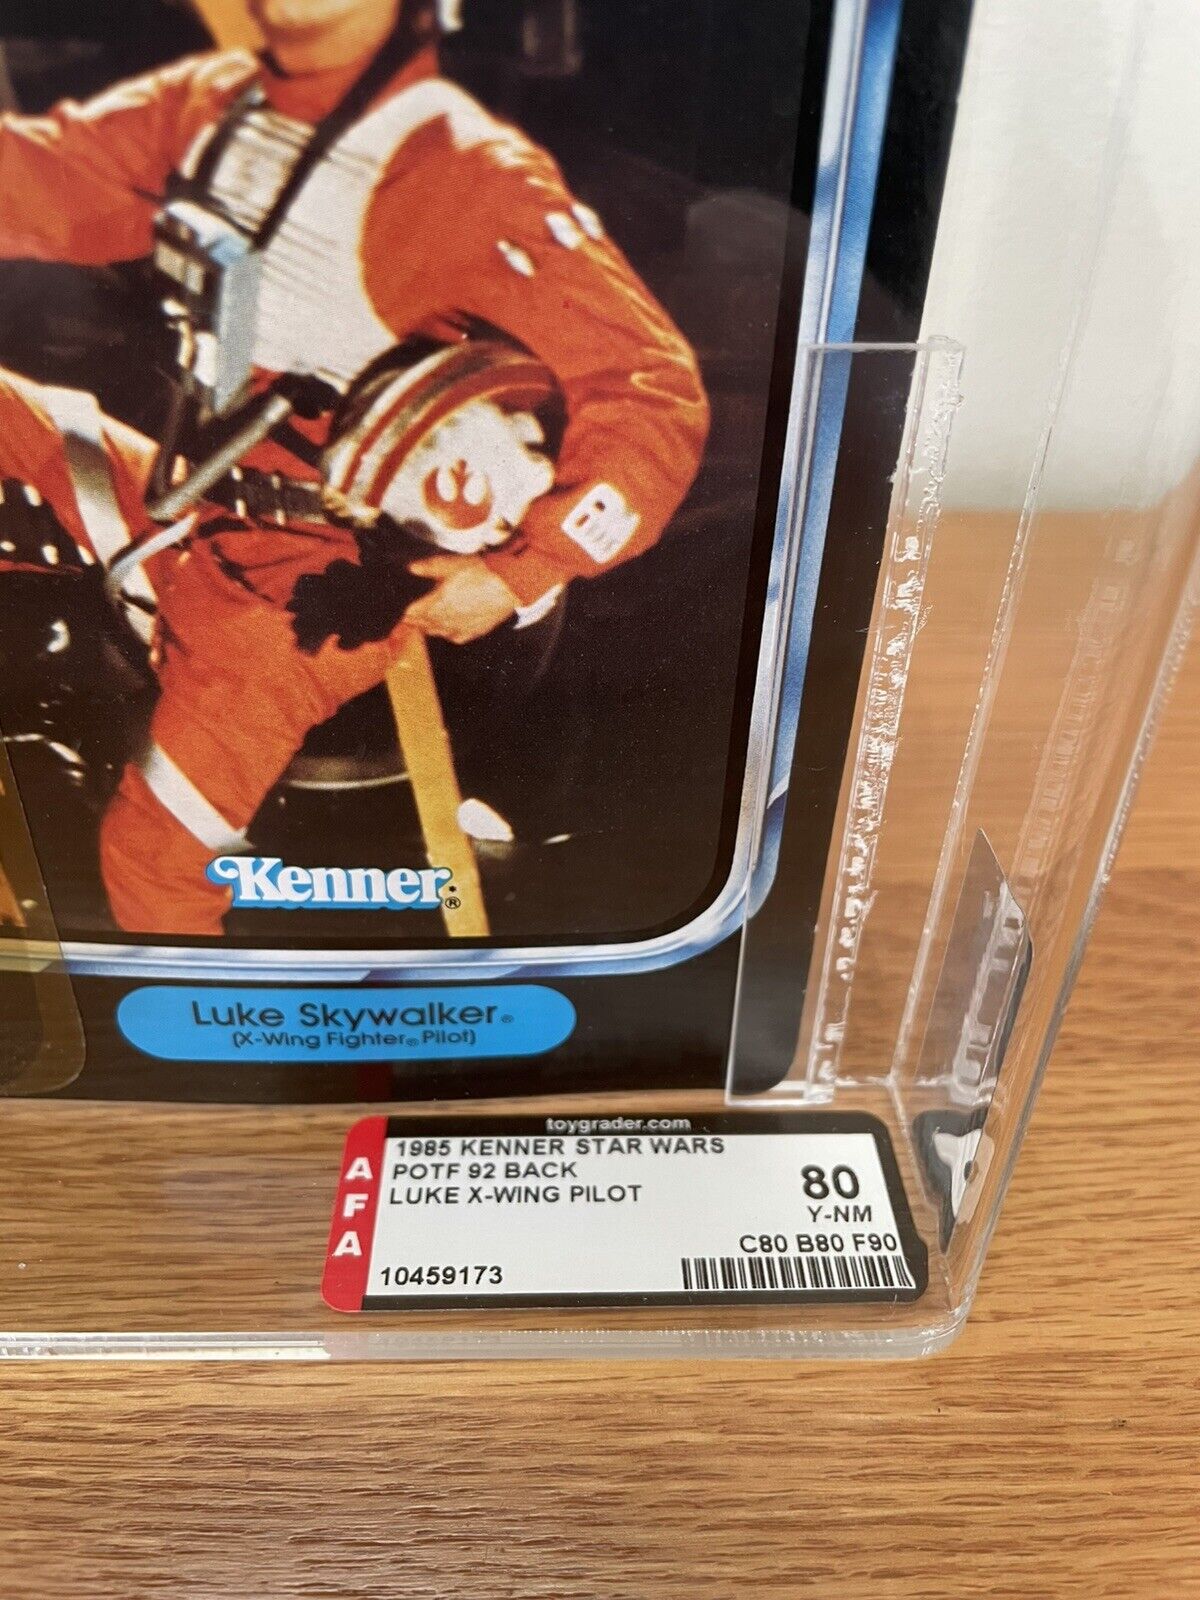 Kenner®
Luke Skywalker®
(X-Wing Fighter® Pilot)
toygrader.com
AFA
1985 KENNER STAR WARS
POTF 92 BACK
LUKE X-WING PILOT
80
Y-NM
C80 B80 F90
10459173